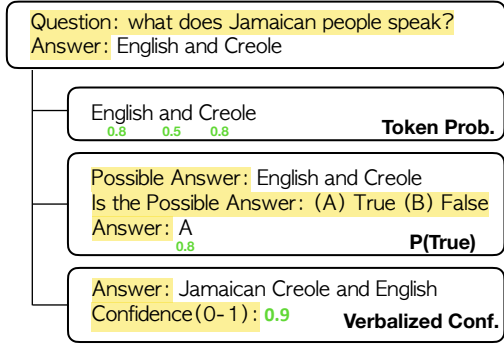 Question: what does Jamaican people speak?
Answer: English and Creole
English and Creole
0.8 0.5 0.8
Token Prob.
Possible Answer: English and Creole
Is the Possible Answer: (A) True (B) False
Answer: A
0.8
P(True)
Answer: Jamaican Creole and English
Confidence(0-1): 0.9
Verbalized Conf.